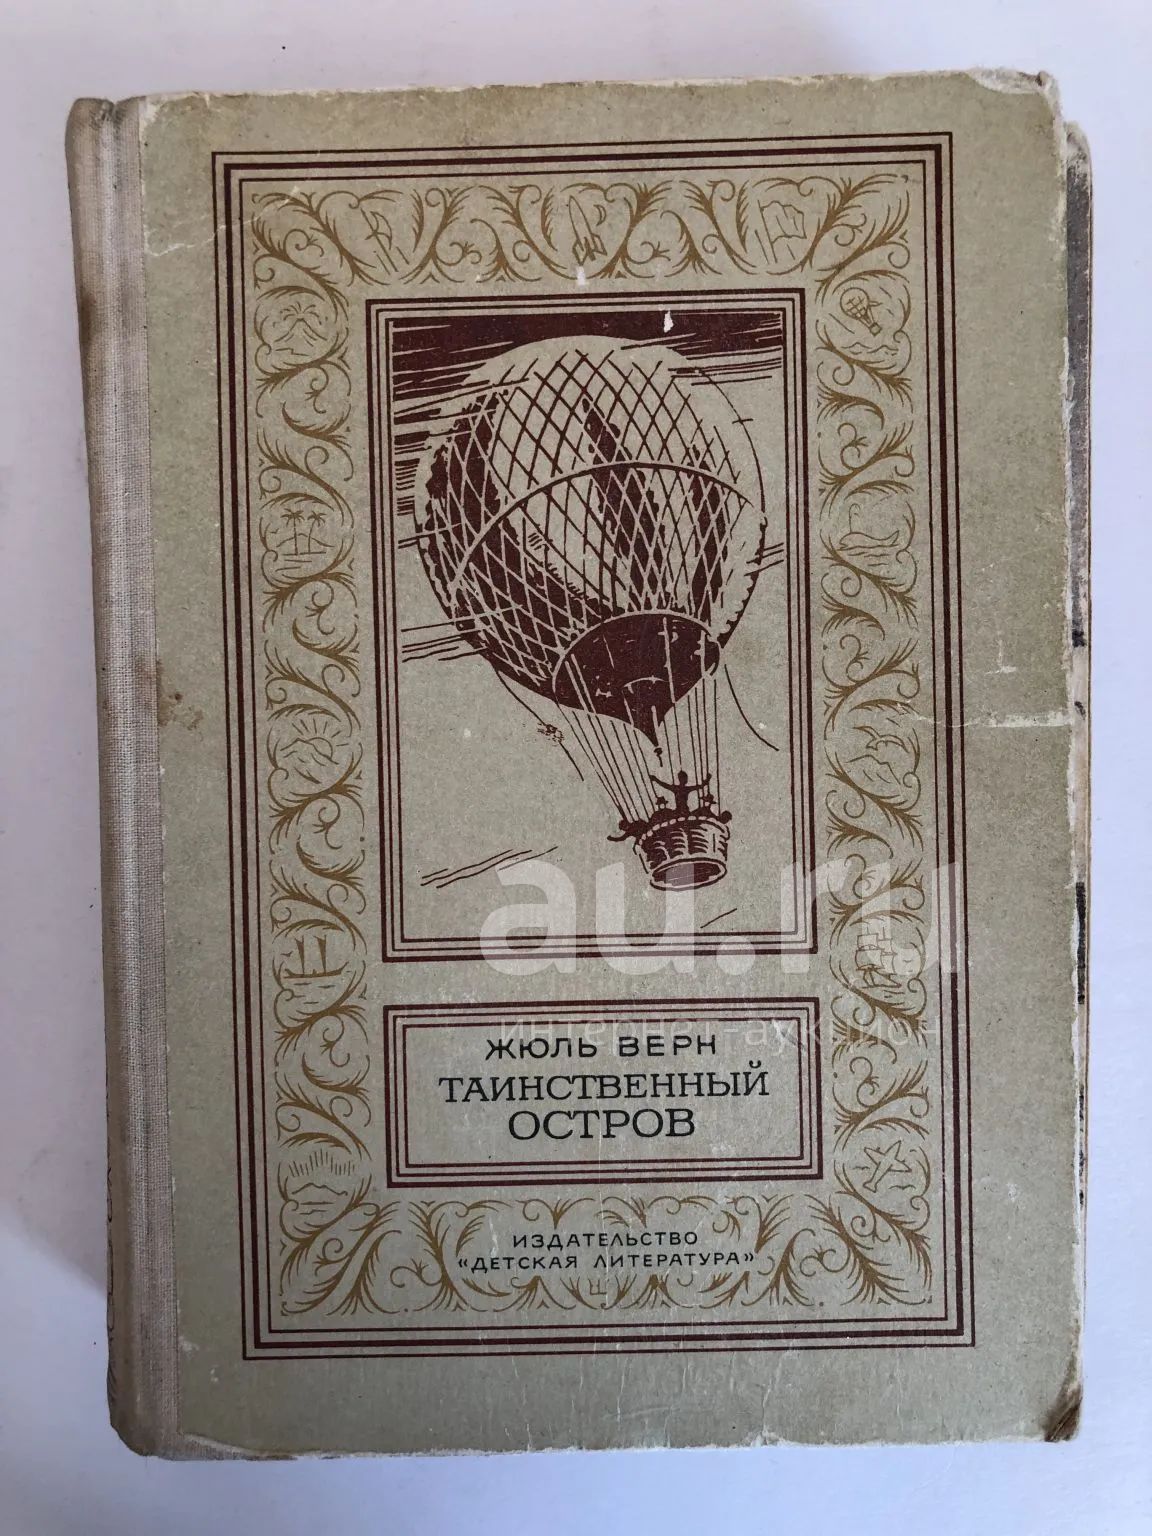 au.ru
интернет-аукцион
ЖЮЛЬ ВЕРН
ТАИНСТВЕННЫЙ
ОСТРОВ
ИЗДАТЕЛЬСТВО
«ДЕТСКАЯ ЛИТЕРАТУРА»